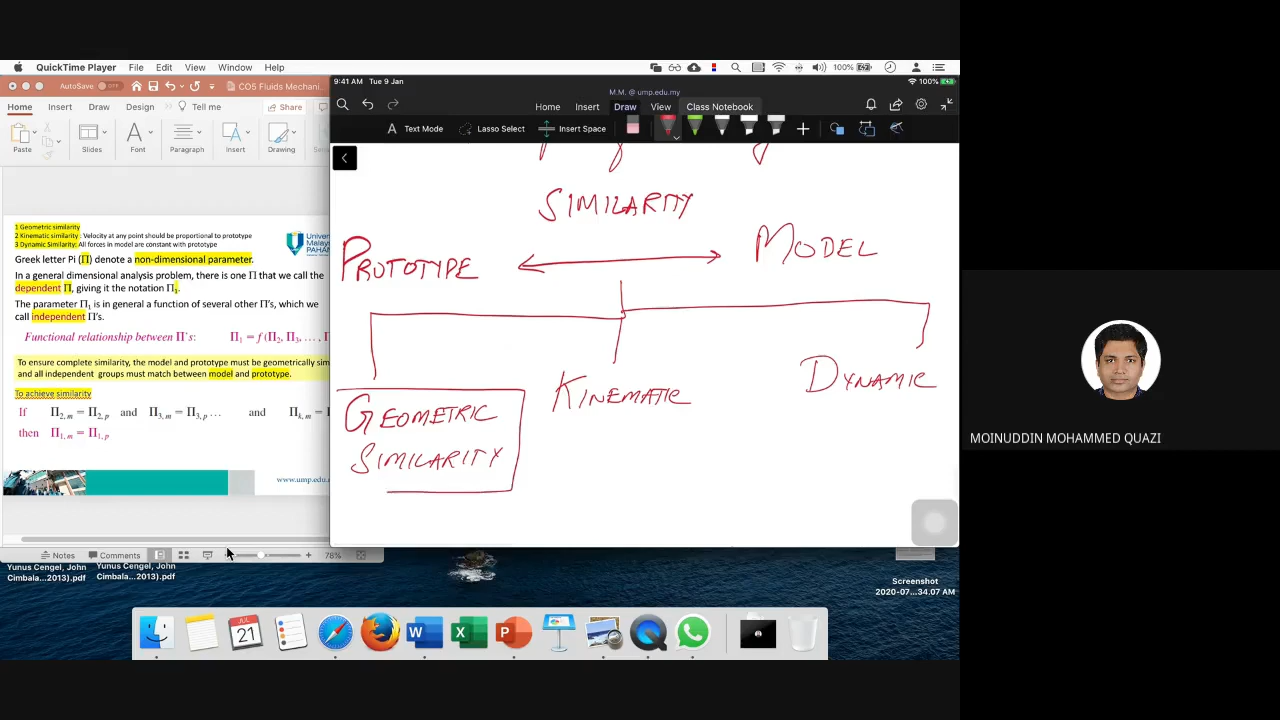 QuickTime Player File Edit View Window Help 100%
AutoSave OFF CO5 Fluids Mechani...
Home Insert Draw Design Tell me Share
Paste Slides Font Paragraph Insert Drawing
1 Geometric similarity
2 Kinematic similarity : Velocity at any point should be proportional to prototype
3 Dynamic Similarity: All forces in model are constant with prototype
Greek letter Pi (Π) denote a non-dimensional parameter.
In a general dimensional analysis problem, there is one Π that we call the
dependent Π, giving it the notation Π₁.
The parameter Π₁ is in general a function of several other Π's, which we
call independent Π's.
Functional relationship between Π's: Π₁ = f (Π₂, Π₃, . . . ,
To ensure complete similarity, the model and prototype must be geometrically
and all independent groups must match between model and prototype.
To achieve similarity
If Π₂,ₘ = Π₂,ₚ and Π₃,ₘ = Π₃,ₚ . . . and Πₖ,ₘ =
then Π₁,ₘ = Π₁,ₚ
www.ump.edu
Notes Comments 78%
9:41 AM Tue 9 Jan 100%
M.M. @ ump.edu.my
Home Insert Draw View Class Notebook
Text Mode Lasso Select Insert Space
SIMILARITY
PROTOTYPE MODEL
GEOMETRIC
SIMILARITY
KINEMATIC
DYNAMIC
MOINUDDIN MOHAMMED QUAZI
Yunus Cengel, John
Cimbala...2013).pdf
Yunus Cengel, John
Cimbala...2013).pdf
Screenshot
2020-07...34.07 AM
JUL
21